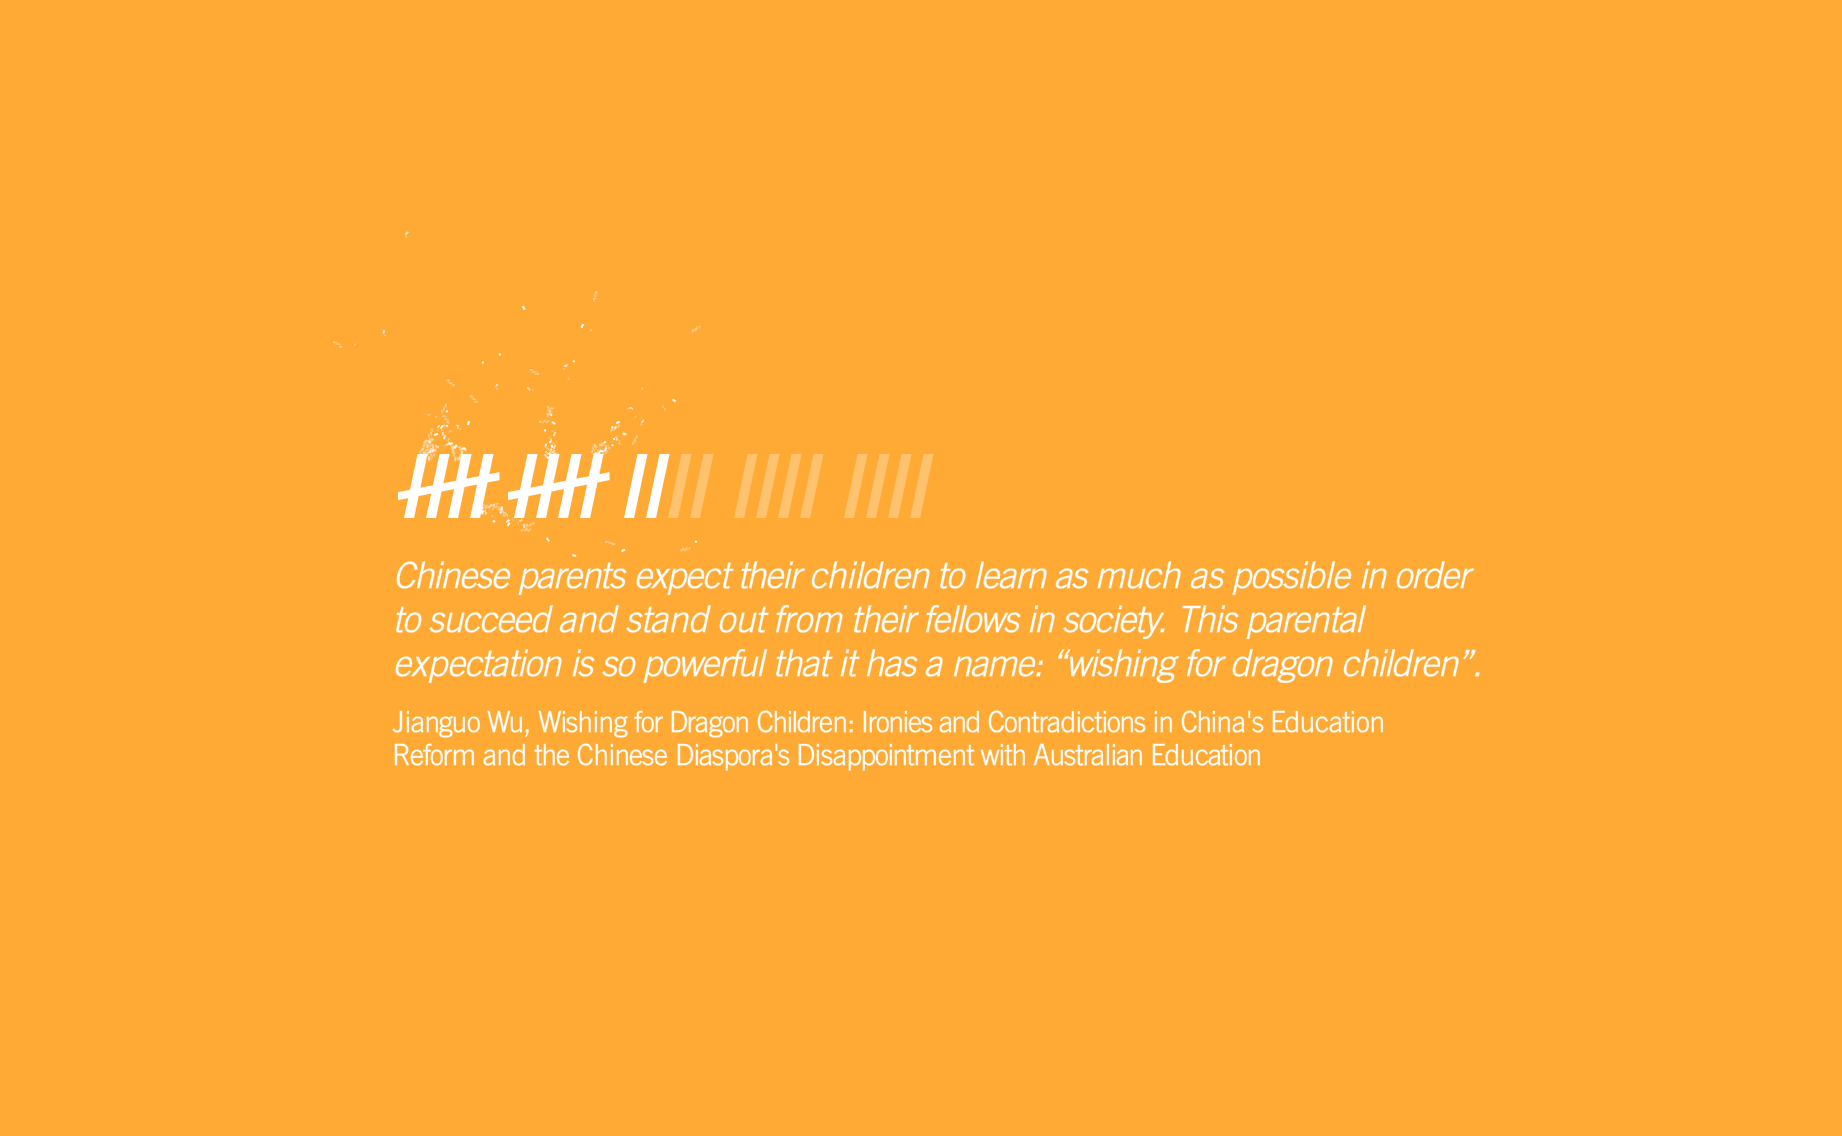 Chinese parents expect their children to learn as much as possible in order
to succeed and stand out from their fellows in society. This parental
expectation is so powerful that it has a name: “wishing for dragon children”.
Jianguo Wu, Wishing for Dragon Children: Ironies and Contradictions in China's Education
Reform and the Chinese Diaspora's Disappointment with Australian Education